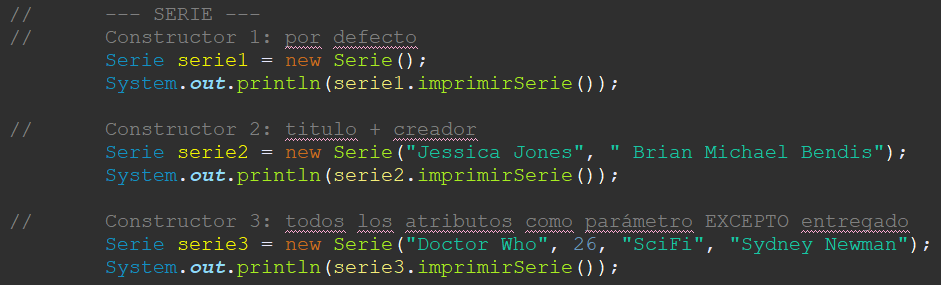 // --- SERIE ---
// Constructor 1: por defecto
Serie serie1 = new Serie();
System.out.println(serie1.imprimirSerie());
// Constructor 2: titulo + creador
Serie serie2 = new Serie("Jessica Jones", " Brian Michael Bendis");
System.out.println(serie2.imprimirSerie());
// Constructor 3: todos los atributos como parámetro EXCEPTO entregado
Serie serie3 = new Serie("Doctor Who", 26, "SciFi", "Sydney Newman");
System.out.println(serie3.imprimirSerie());